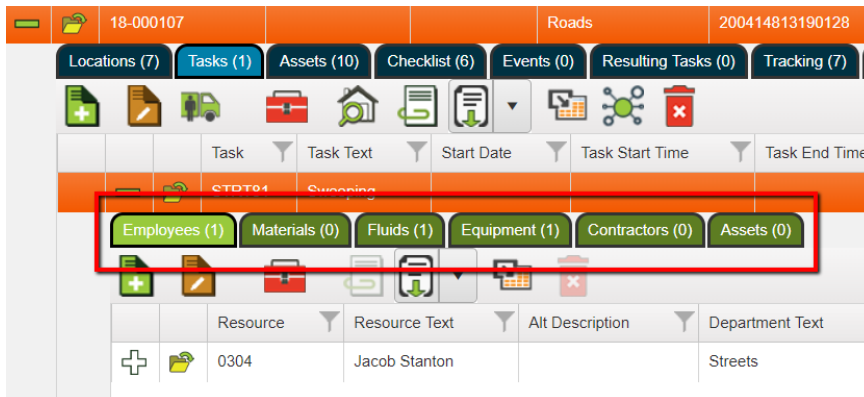 18-000107 Roads 200414813190128
Locations (7) Tasks (1) Assets (10) Checklist (6) Events (0) Resulting Tasks (0) Tracking (7)
Task Task Text Start Date Task Start Time Task End Time
STRT81 Sweeping
Employees (1) Materials (0) Fluids (1) Equipment (1) Contractors (0) Assets (0)
Resource Resource Text Alt Description Department Text
0304 Jacob Stanton Streets